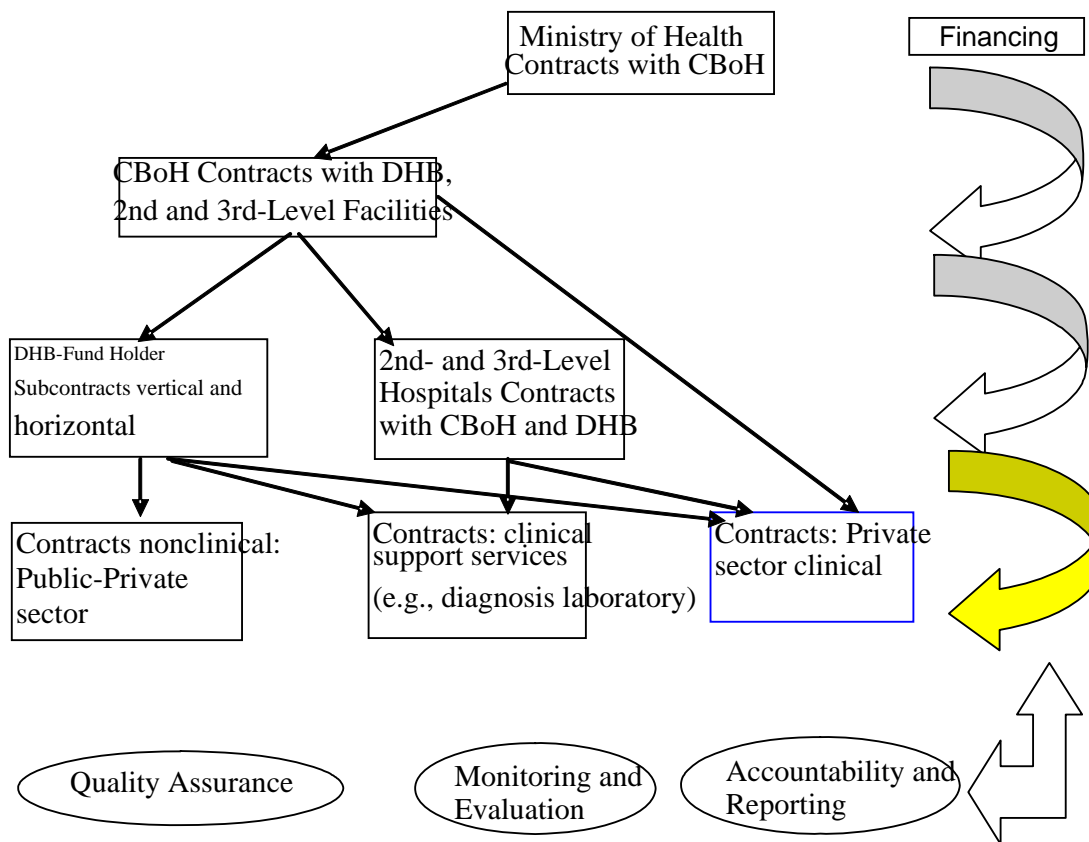 Ministry of Health
Contracts with CBoH
Financing
CBoH Contracts with DHB,
2nd and 3rd-Level Facilities
DHB-Fund Holder
Subcontracts vertical and
horizontal
2nd- and 3rd-Level
Hospitals Contracts
with CBoH and DHB
Contracts nonclinical:
Public-Private
sector
Contracts: clinical
support services
(e.g., diagnosis laboratory)
Contracts: Private
sector clinical
Quality Assurance
Monitoring and
Evaluation
Accountability and
Reporting